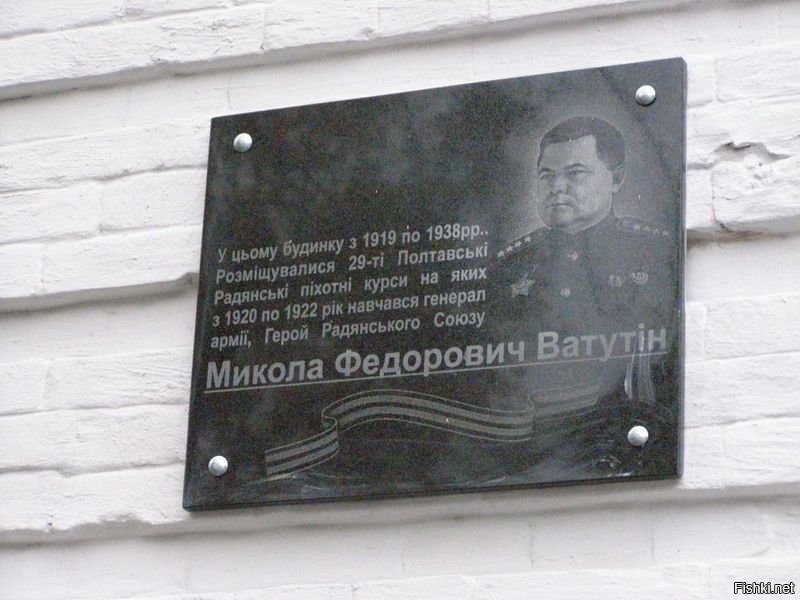 У цьому будинку з 1919 по 1938рр..
Розміщувалися 29-ті Полтавські
Радянські піхотні курси на яких
з 1920 по 1922 рік навчався генерал
армії, Герой Радянського Союзу
Микола Федорович Ватутін
Fishki.net